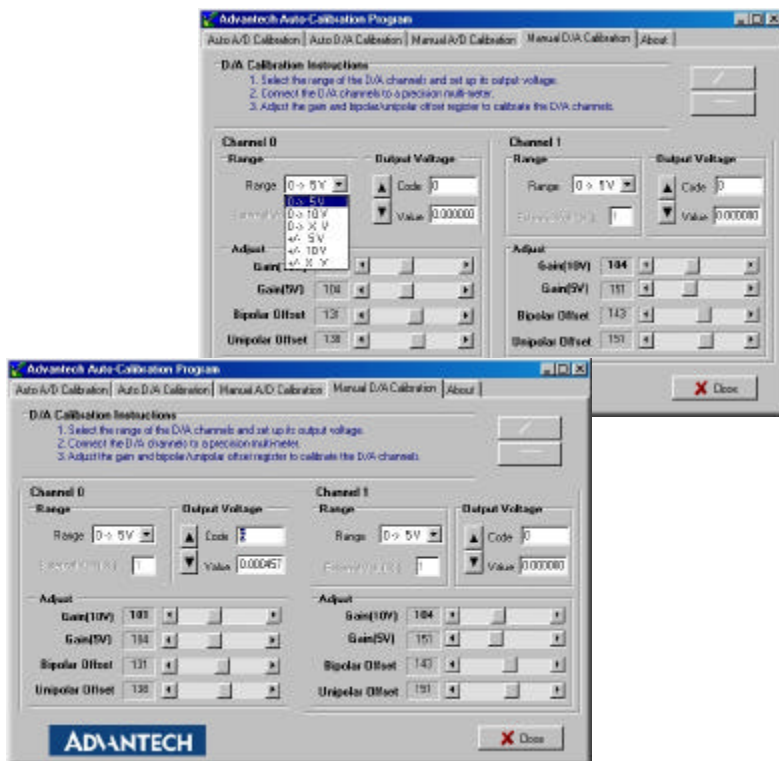 Advantech Auto-Calibration Program
Auto A/D Calibration Auto D/A Calibration Manual A/D Calibration Manual D/A Calibration About
D/A Calibration Instructions
1. Select the range of the D/A channels and set up its output voltage.
2. Connect the D/A channels to a precision multi-meter.
3. Adjust the gain and bipolar/unipolar offset register to calibrate the D/A channels.
Channel 0 Channel 1
Range Output Voltage Range Output Voltage
Range 0 -> 5 V Code 0 Range 0 -> 5 V Code 0
Value 0.000000 1 Value 0.000000
0 -> 5V
0 -> 10V
0 -> X V
+/- 5V
+/- 10V
+/- X V
Adjust Adjust
Gain(10V) 104
Gain(5V) 104 Gain(5V) 151
Bipolar Offset 131 Bipolar Offset 143
Unipolar Offset 138 Unipolar Offset 151
Close
Advantech Auto-Calibration Program
Auto A/D Calibration Auto D/A Calibration Manual A/D Calibration Manual D/A Calibration About
D/A Calibration Instructions
1. Select the range of the D/A channels and set up its output voltage.
2. Connect the D/A channels to a precision multi-meter.
3. Adjust the gain and bipolar/unipolar offset register to calibrate the D/A channels.
Channel 0 Channel 1
Range Output Voltage Range Output Voltage
Range 0 -> 5 V Code Range 0 -> 5 V Code 0
1 Value 0.000457 1 Value 0.000000
Adjust Adjust
Gain(10V) 101 Gain(10V) 104
Gain(5V) 104 Gain(5V) 151
Bipolar Offset 131 Bipolar Offset 143
Unipolar Offset 138 Unipolar Offset 151
ADVANTECH Close